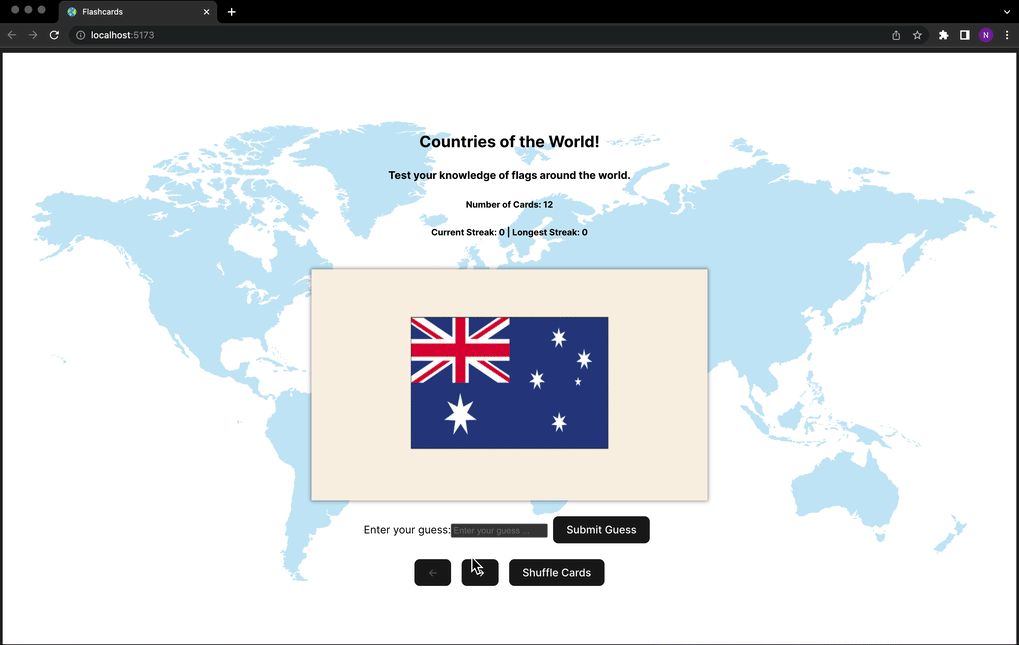 Flashcards
localhost:5173
N
Countries of the World!
Test your knowledge of flags around the world.
Number of Cards: 12
Current Streak: 0 | Longest Streak: 0
Enter your guess: Enter your guess ... Submit Guess
← → Shuffle Cards